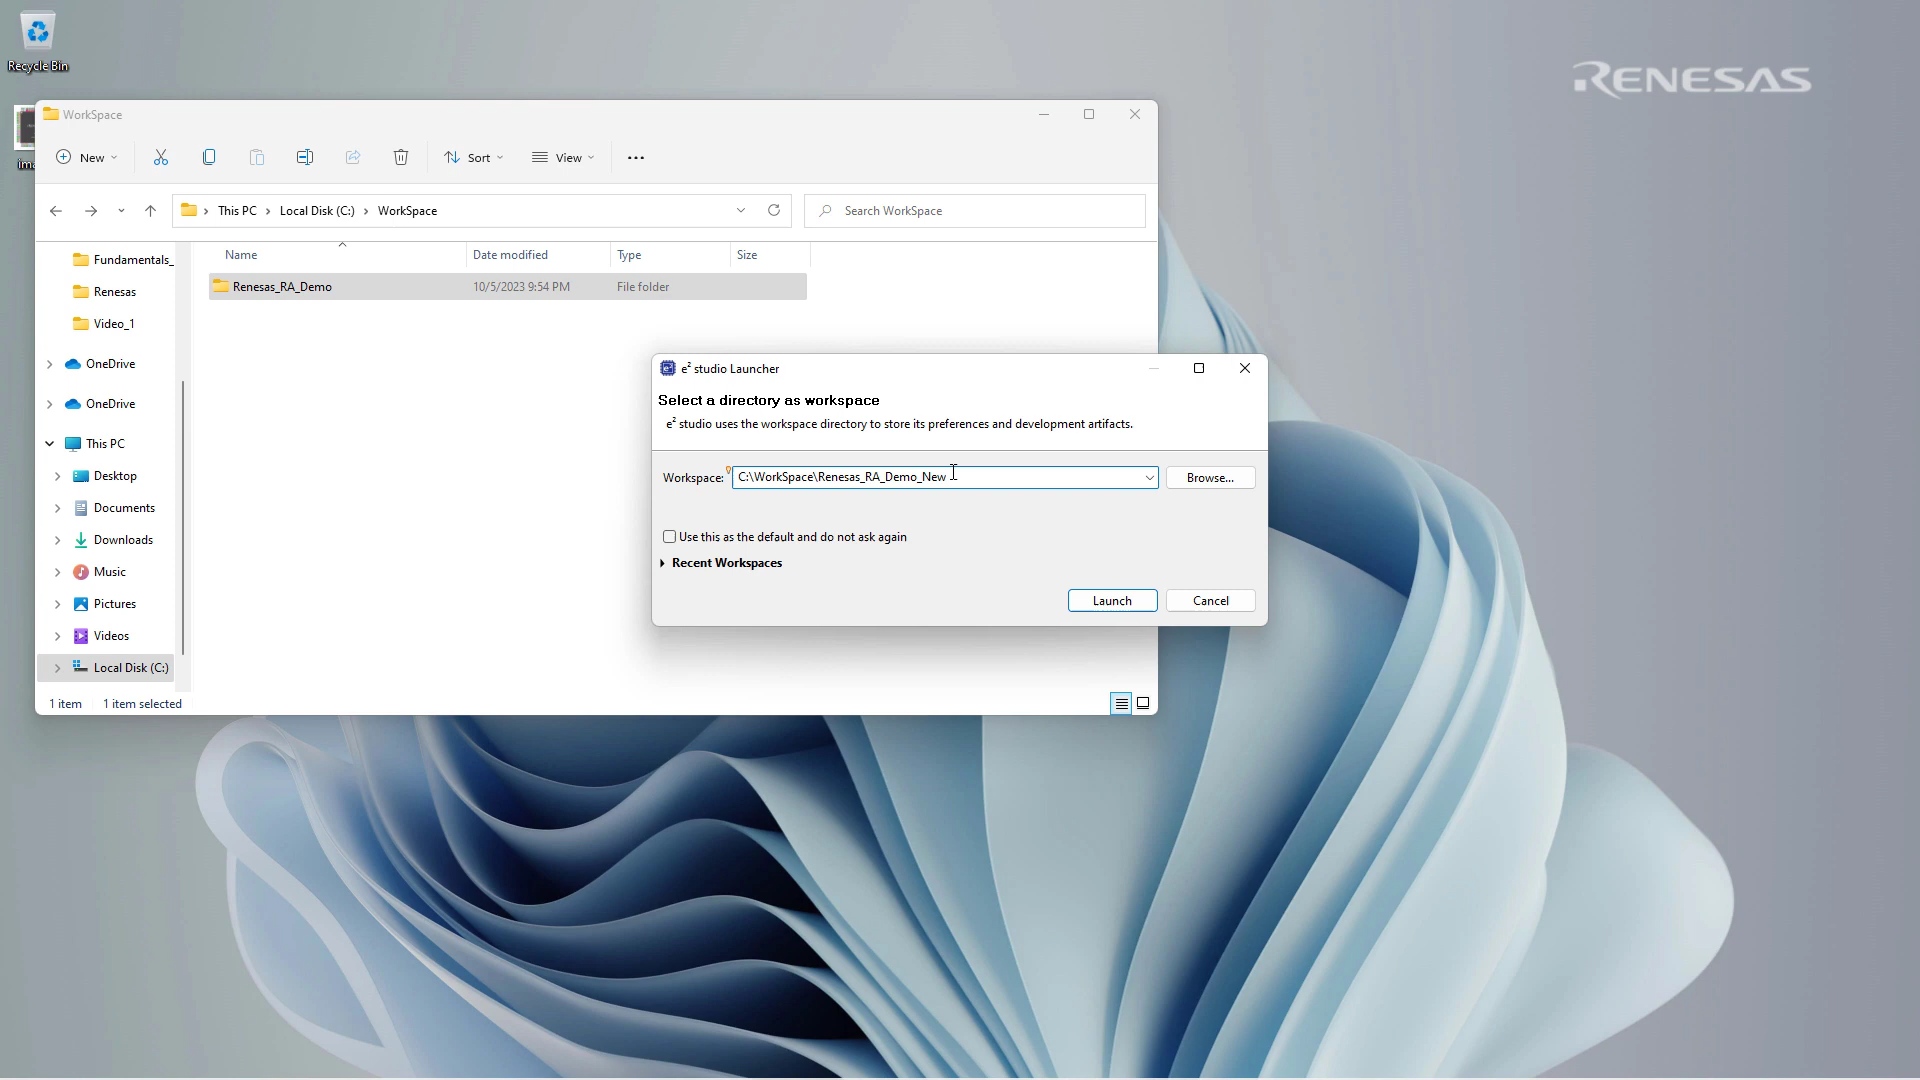 Recycle Bin
RENESAS
ima
WorkSpace
New
Sort
View
This PC
Local Disk (C:)
WorkSpace
Search WorkSpace
Name
Date modified
Type
Size
Fundamentals_
Renesas_RA_Demo
10/5/2023 9:54 PM
File folder
Renesas
Video_1
OneDrive
OneDrive
This PC
Desktop
Documents
Downloads
Music
Pictures
Videos
Local Disk (C:)
1 item
1 item selected
e² studio Launcher
Select a directory as workspace
e² studio uses the workspace directory to store its preferences and development artifacts.
Workspace:
C:\WorkSpace\Renesas_RA_Demo_New
Browse...
Use this as the default and do not ask again
Recent Workspaces
Launch
Cancel